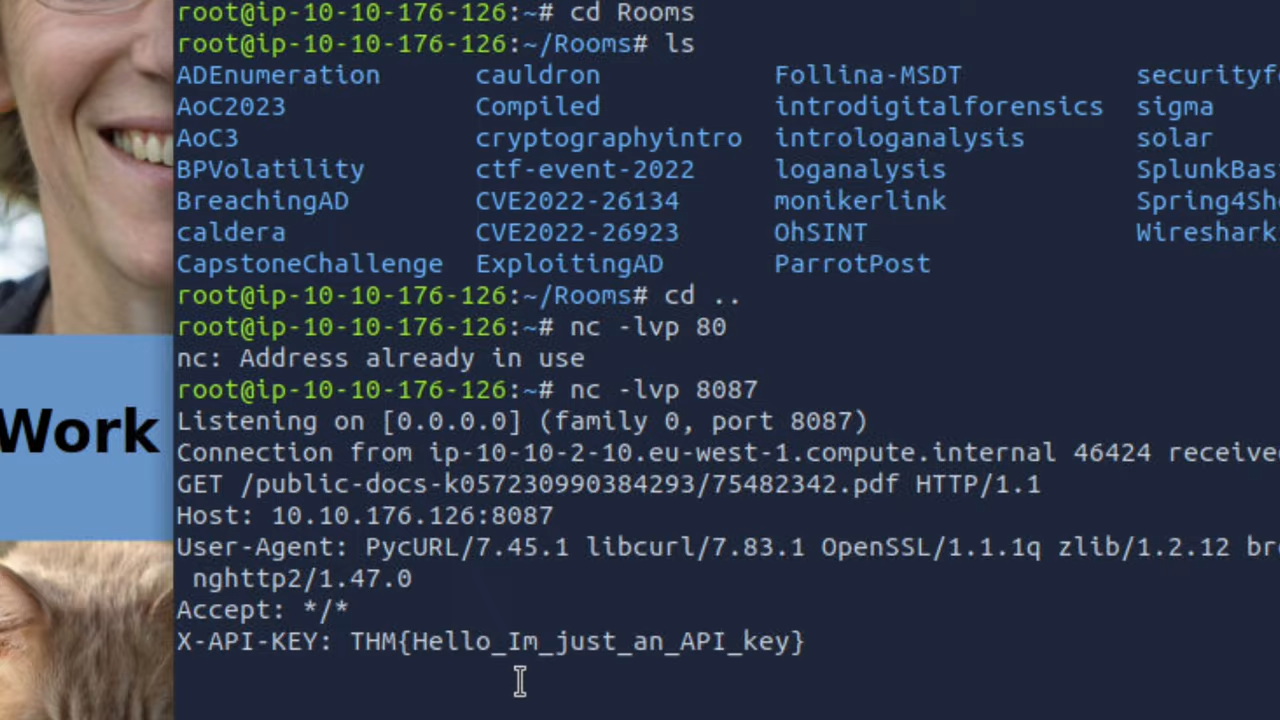 root@ip-10-10-176-126:~# cd Rooms
root@ip-10-10-176-126:~/Rooms# ls
ADEnumeration cauldron Follina-MSDT
AoC2023 Compiled introdigitalforensics sigma
AoC3 cryptographyintro introloganalysis solar
BPVolatility ctf-event-2022 loganalysis
BreachingAD CVE2022-26134 monikerlink
caldera CVE2022-26923 OhSINT Wireshark
CapstoneChallenge ExploitingAD ParrotPost
root@ip-10-10-176-126:~/Rooms# cd ..
root@ip-10-10-176-126:~# nc -lvp 80
nc: Address already in use
root@ip-10-10-176-126:~# nc -lvp 8087
Listening on [0.0.0.0] (family 0, port 8087)
Connection from ip-10-10-2-10.eu-west-1.compute.internal 46424
GET /public-docs-k057230990384293/75482342.pdf HTTP/1.1
Host: 10.10.176.126:8087
User-Agent: PycURL/7.45.1 libcurl/7.83.1 OpenSSL/1.1.1q zlib/1.2.12
nghttp2/1.47.0
Accept: */*
X-API-KEY: THM{Hello_Im_just_an_API_key}
Work